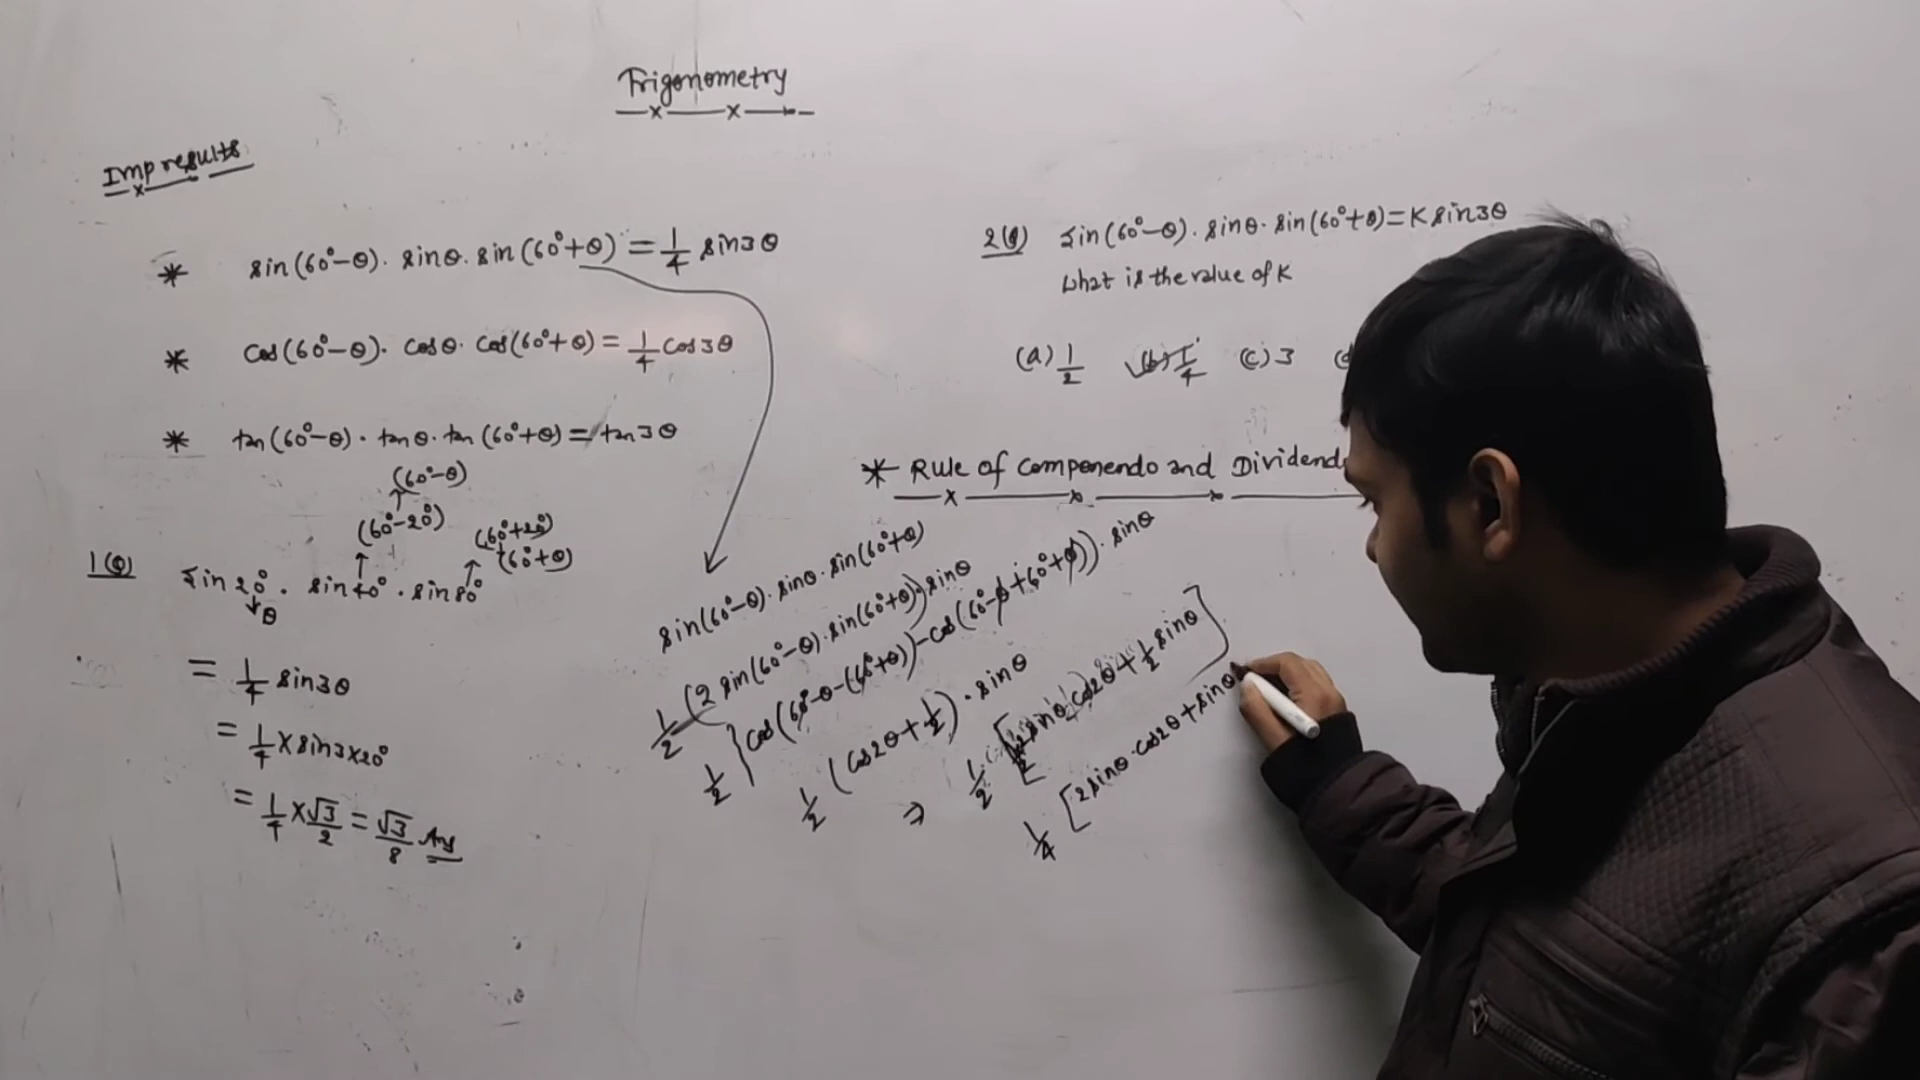 Trigonometry
Imp results
* sin(60°-θ). sinθ. sin(60°+θ) = 1/4 sin3θ
* cos(60°-θ). cosθ. cos(60°+θ) = 1/4 cos3θ
* tan(60°-θ). tanθ. tan(60°+θ) = tan3θ
(60°-θ)
(60°-20°) (60°+20°)
(60°+θ)
1(Q) sin20°. sin40°. sin80°
θ
= 1/4 sin3θ
= 1/4 × sin3×20°
= 1/4 × √3/2 = √3/8 Ans
2(Q) sin(60°-θ). sinθ. sin(60°+θ) = K sin3θ
What is the value of K
(a) 1/2 (b) 1/4 (c) 3 (d
* Rule of Componendo and Dividend
sin(60°-θ). sinθ. sin(60°+θ)
1/2 (2 sin(60°-θ). sin(60°+θ)) sinθ
1/2 } cos(60°-θ-(60°+θ)) - cos(60°-θ+60°+θ)). sinθ
1/2 (cos2θ + 1/2). sinθ
⇒ 1/2 [ sinθ. cos2θ + 1/2 sinθ ]
1/4 [ 2sinθ. cos2θ + sinθ